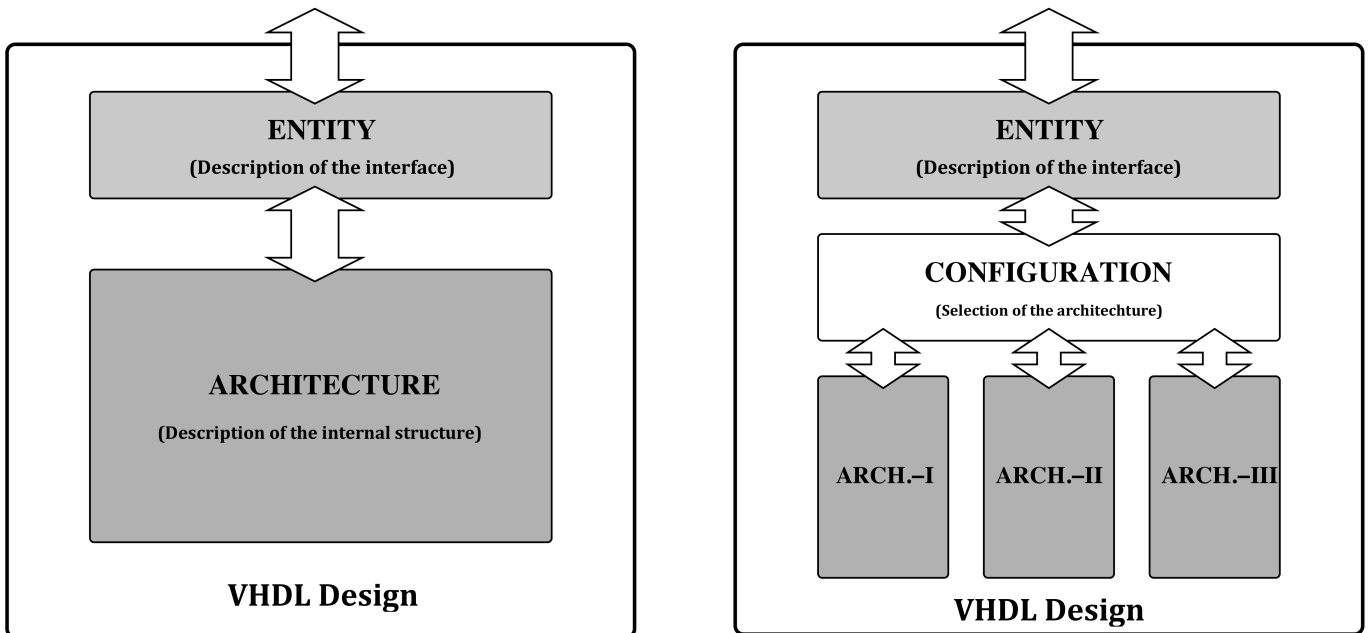 ENTITY
(Description of the interface)
ARCHITECTURE
(Description of the internal structure)
VHDL Design
ENTITY
(Description of the interface)
CONFIGURATION
(Selection of the architechture)
ARCH.–I
ARCH.–II
ARCH.–III
VHDL Design